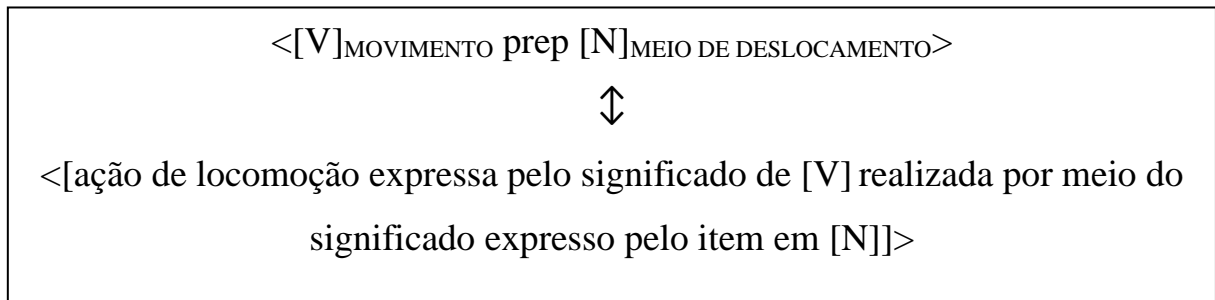 <[V]MOVIMENTO prep [N]MEIO DE DESLOCAMENTO>
↕
<[ação de locomoção expressa pelo significado de [V] realizada por meio do
significado expresso pelo item em [N]]>